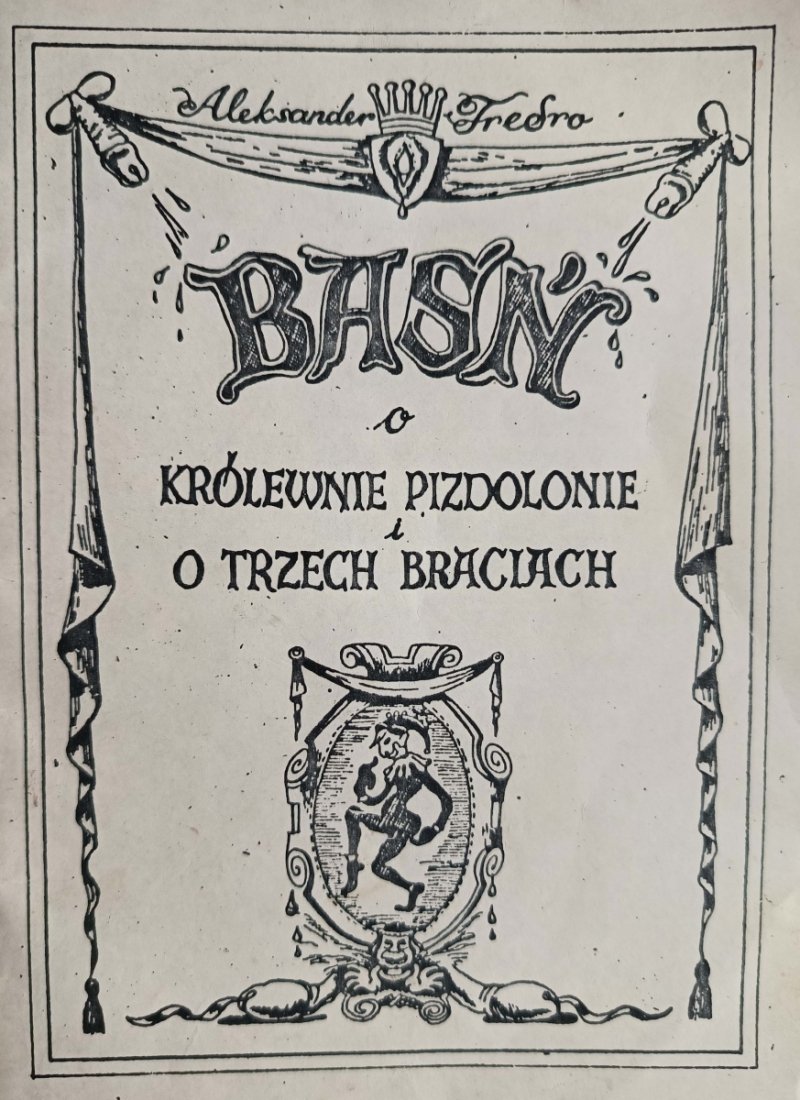 Aleksander Fredro
BAŚŃ
o
KRÓLEWNIE PIZDOLONIE
i
O TRZECH BRACIACH